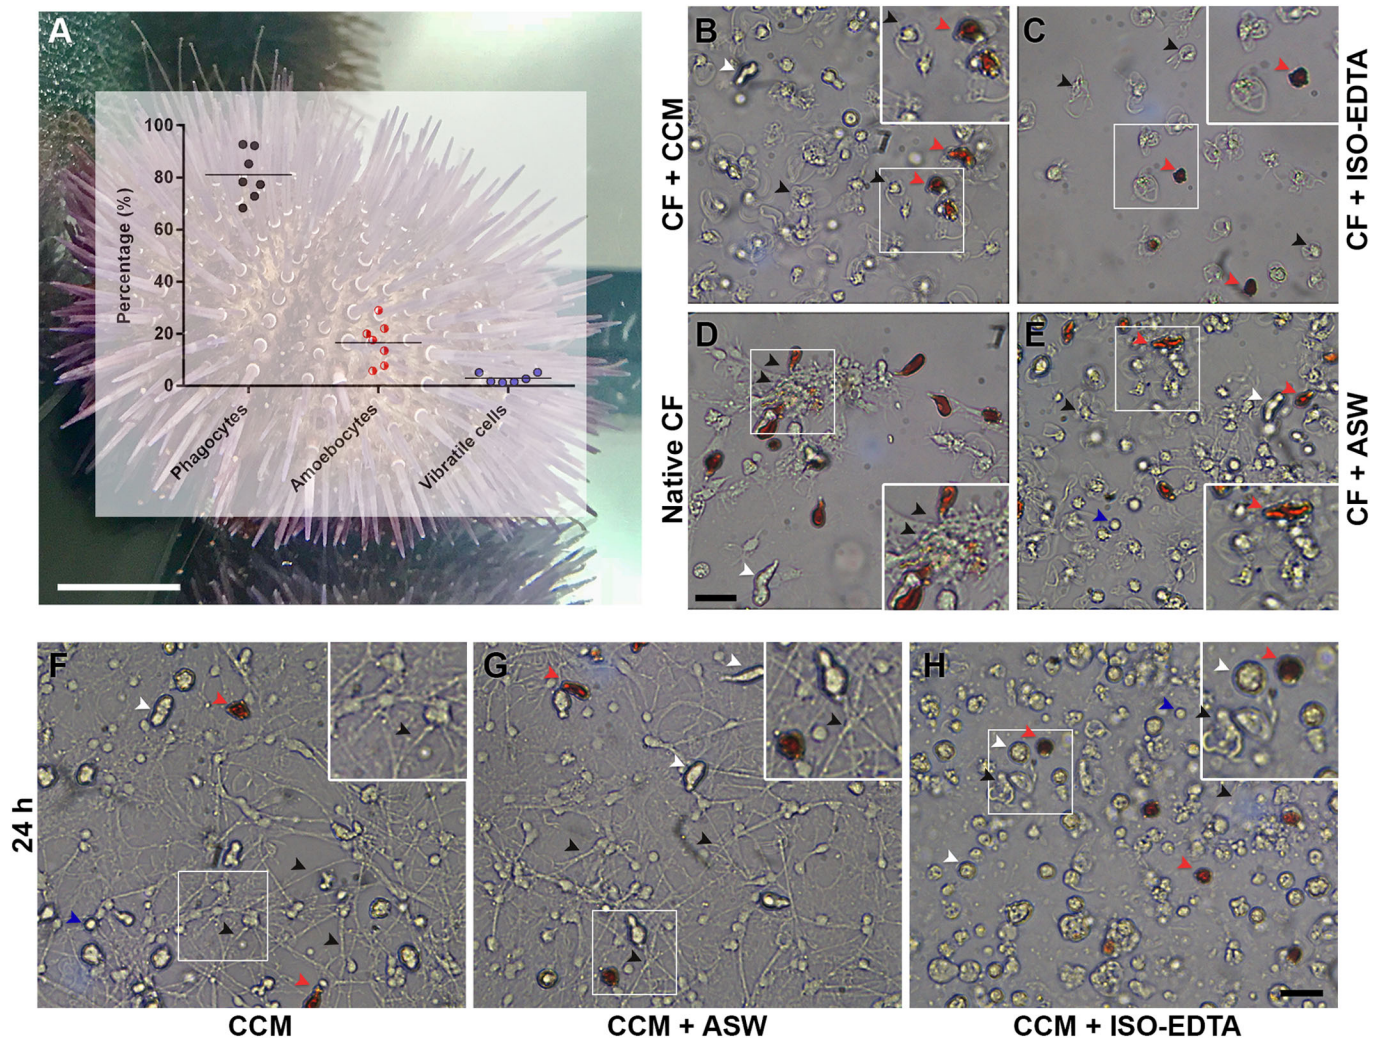 A
100
80
60
40
20
0
Percentage (%)
Phagocytes
Amoebocytes
Vibratile cells
B
CF + CCM
C
CF + ISO-EDTA
D
Native CF
E
CF + ASW
F
G
H
24 h
CCM
CCM + ASW
CCM + ISO-EDTA